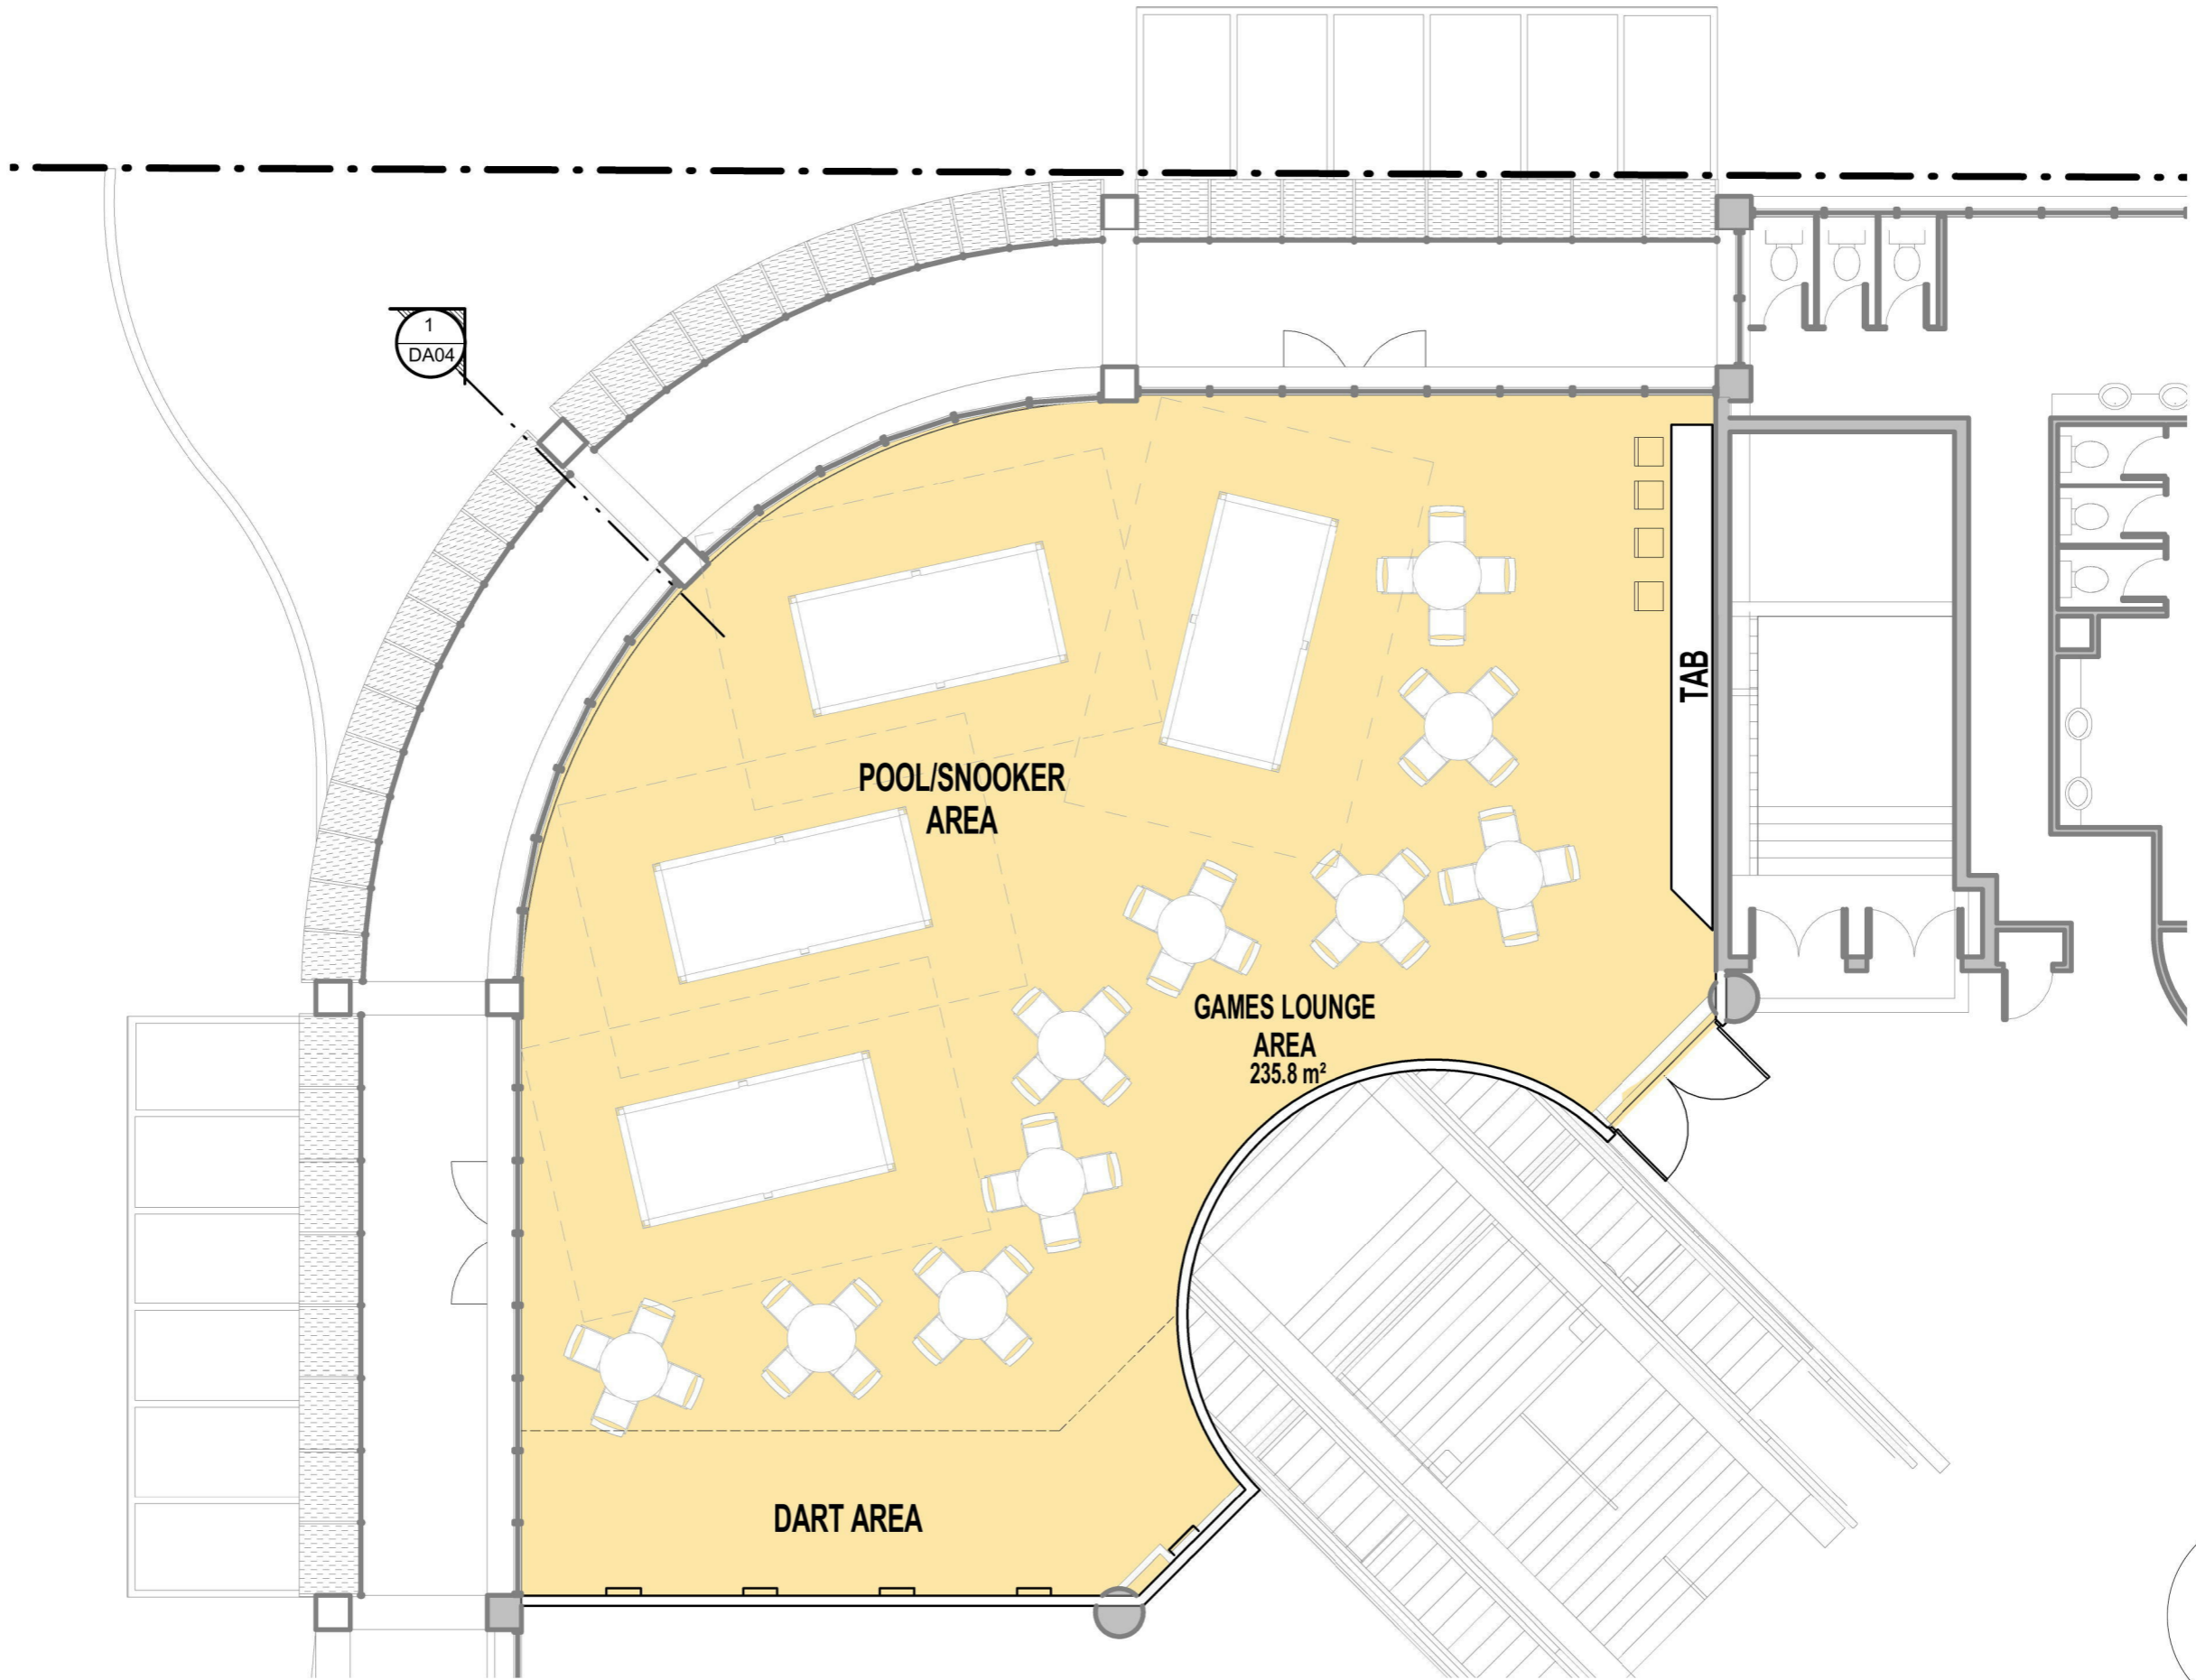 1
DA04
TAB
POOL/SNOOKER
AREA
GAMES LOUNGE
AREA
235.8 m²
DART AREA